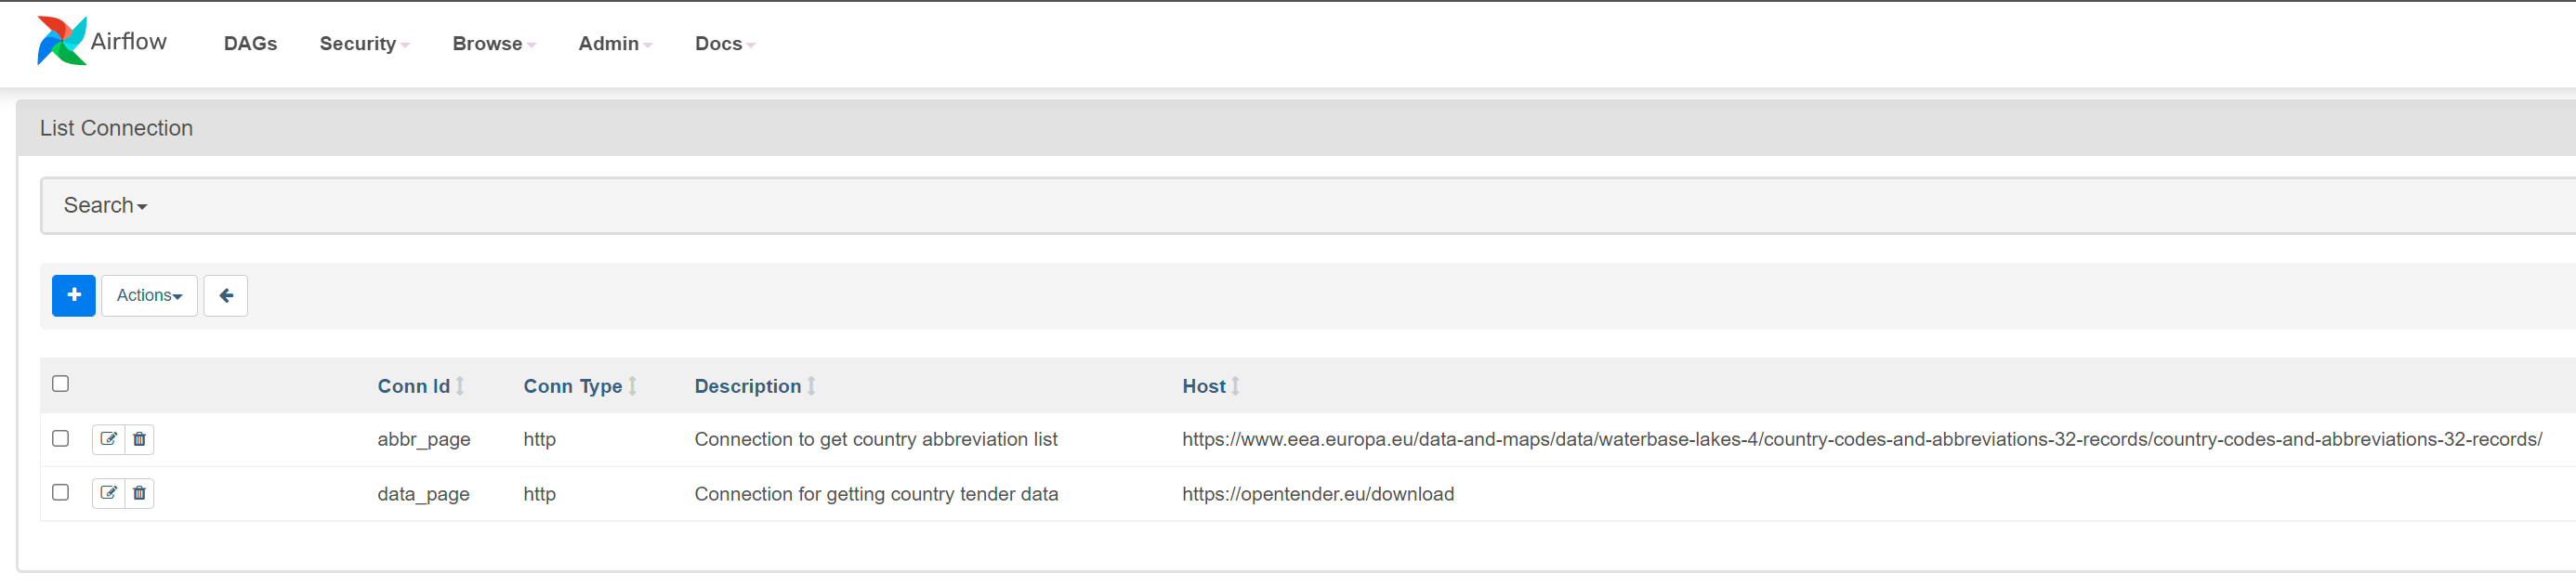 Airflow DAGs Security Browse Admin Docs
List Connection
Search
+ Actions
Conn Id Conn Type Description Host
abbr_page http Connection to get country abbreviation list https://www.eea.europa.eu/data-and-maps/data/waterbase-lakes-4/country-codes-and-abbreviations-32-records/country-codes-and-abbreviations-32-records/
data_page http Connection for getting country tender data https://opentender.eu/download